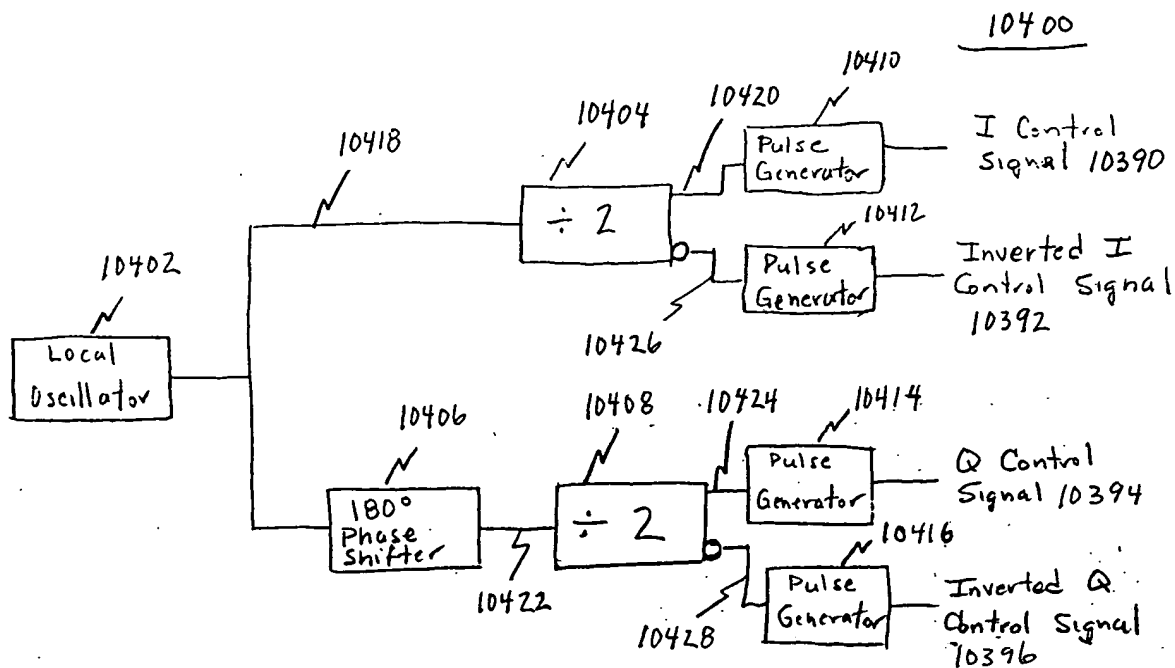 10400
10410
10420
10404
10418
Pulse
Generator
I Control
Signal 10390
÷ 2
10412
Pulse
Generator
Inverted I
Control Signal
10392
10402
10426
Local
Oscillator
10406
10408
10424
10414
Pulse
Generator
Q Control
Signal 10394
180°
Phase
Shifter
÷ 2
10416
10422
Pulse
Generator
10428
Inverted Q
Control Signal
10396